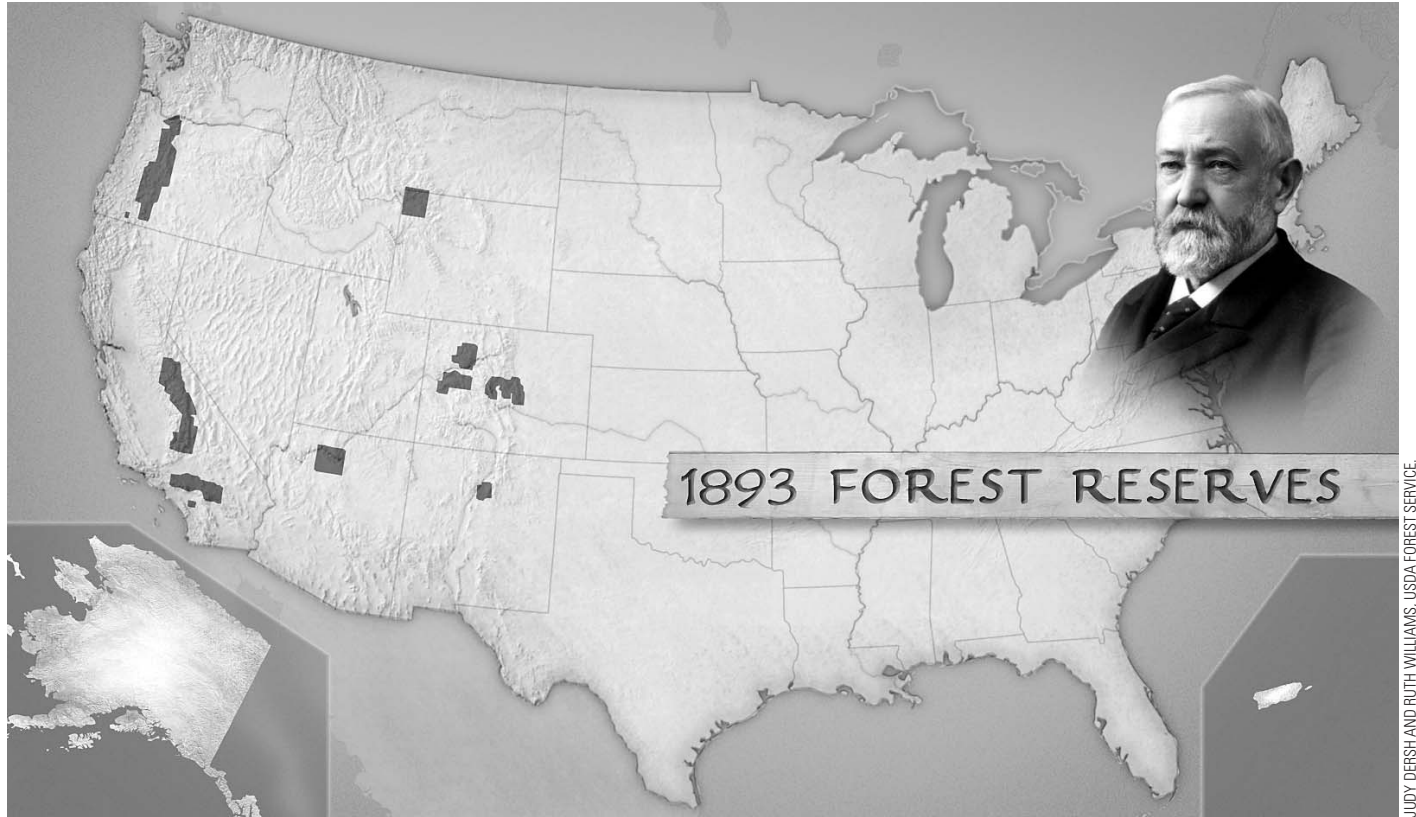 1893 FOREST RESERVES
JUDY DERSH AND RUTH WILLIAMS, USDA FOREST SERVICE.